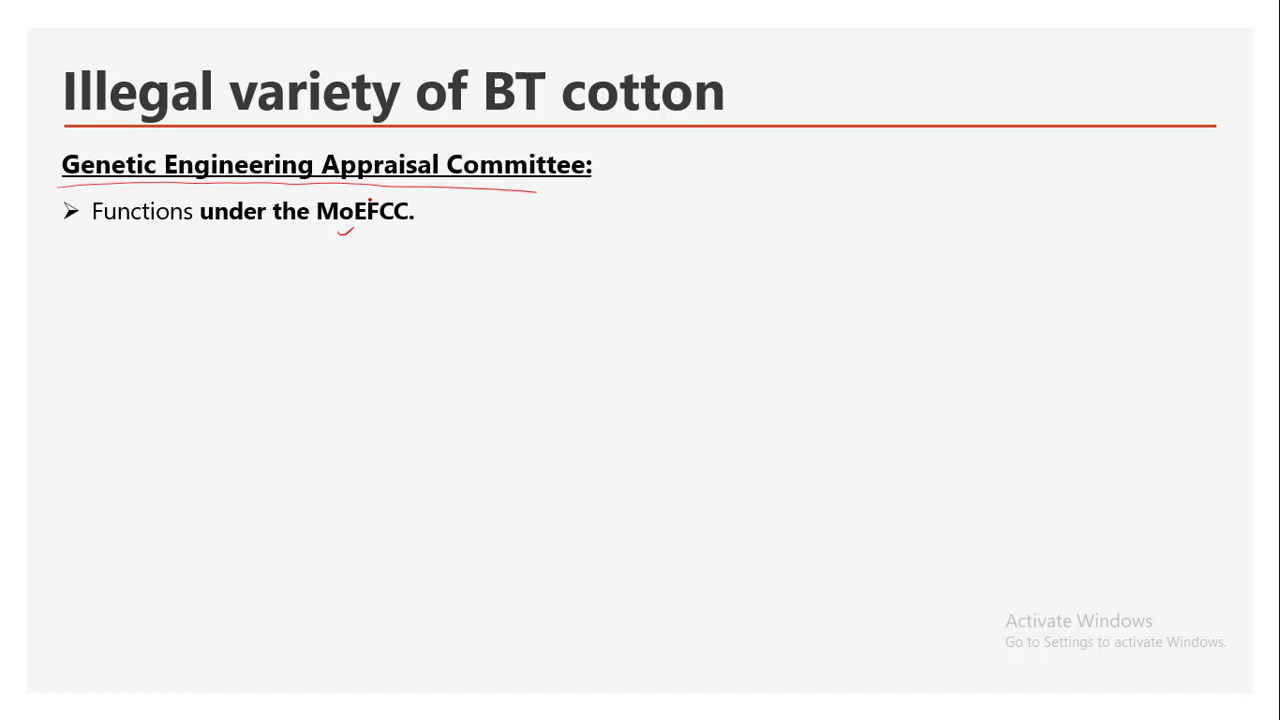 Illegal variety of BT cotton
Genetic Engineering Appraisal Committee:
➢ Functions under the MoEFCC.
Activate Windows
Go to Settings to activate Windows.